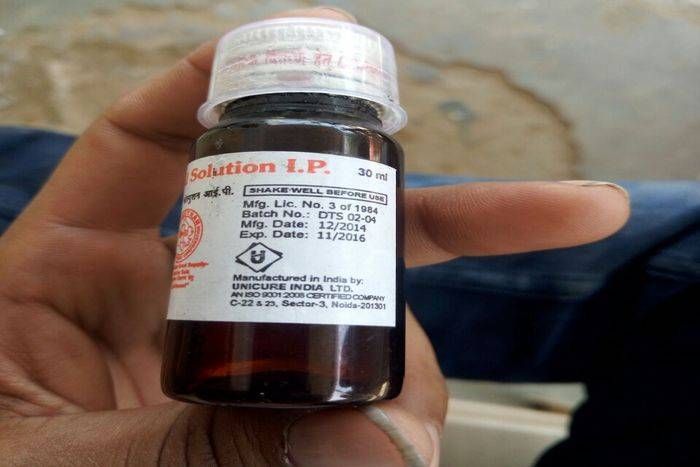 Solution I.P. 30 ml
आई.पी. SHAKE WELL BEFORE USE
Mfg. Lic. No. 3 of 1984
Batch No.: DTS 02-04
Mfg. Date: 12/2014
Exp. Date: 11/2016
Manufactured in India by:
UNICURE INDIA LTD.
AN ISO 9001:2008 CERTIFIED COMPANY
C-22 & 23, Sector-3, Noida-201301